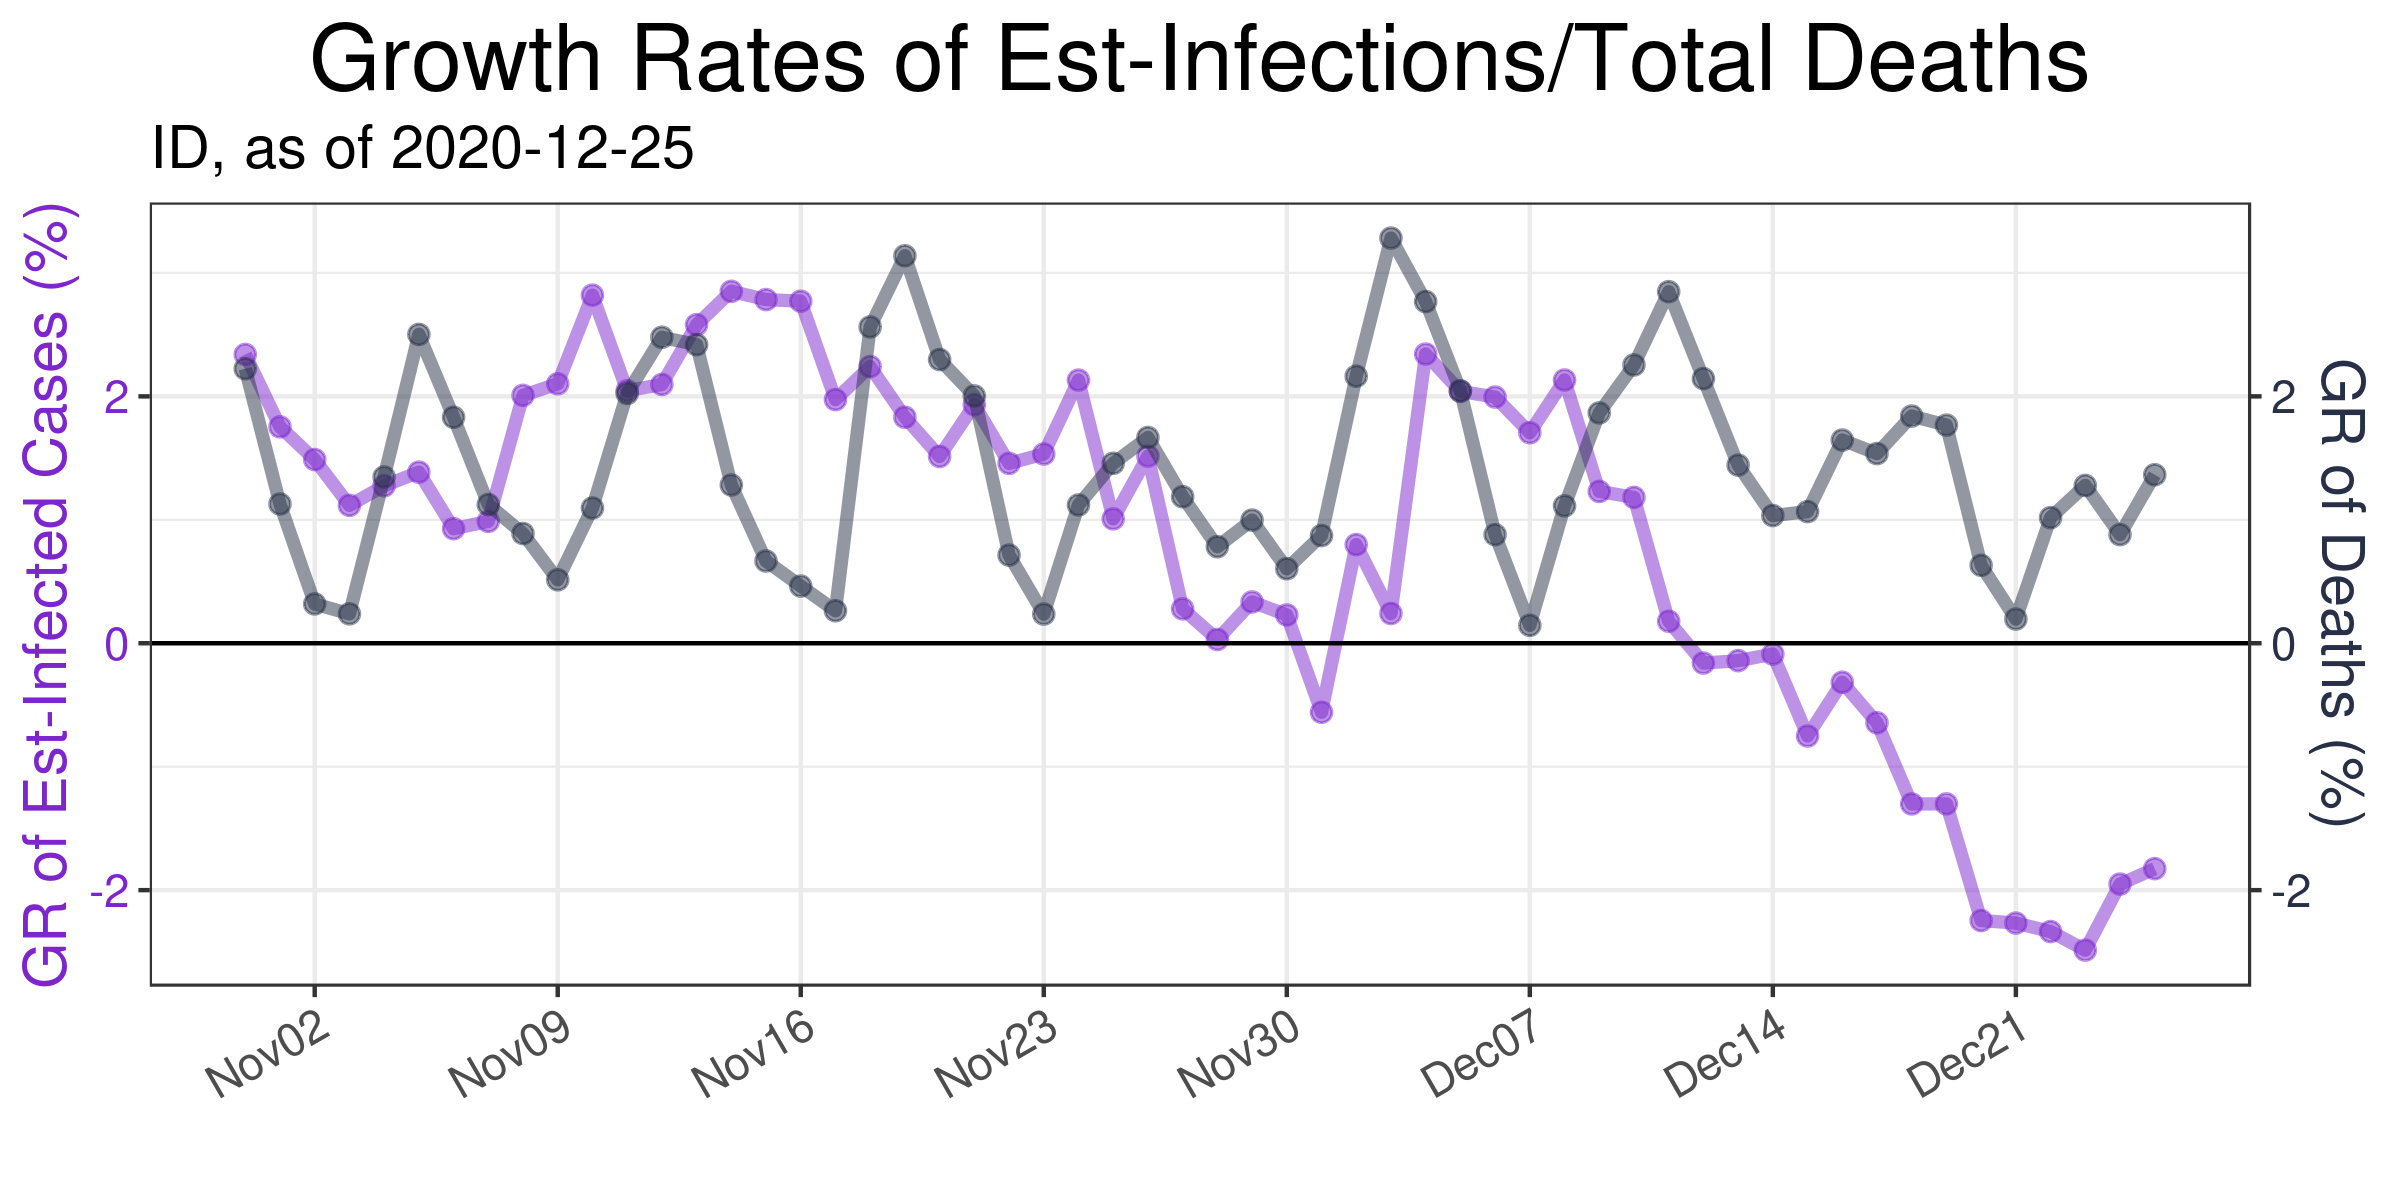 Growth Rates of Est-Infections/Total Deaths
ID, as of 2020-12-25
GR of Est-Infected Cases (%)
2
0
-2
2
0
-2
GR of Deaths (%)
Nov02 Nov09 Nov16 Nov23 Nov30 Dec07 Dec14 Dec21